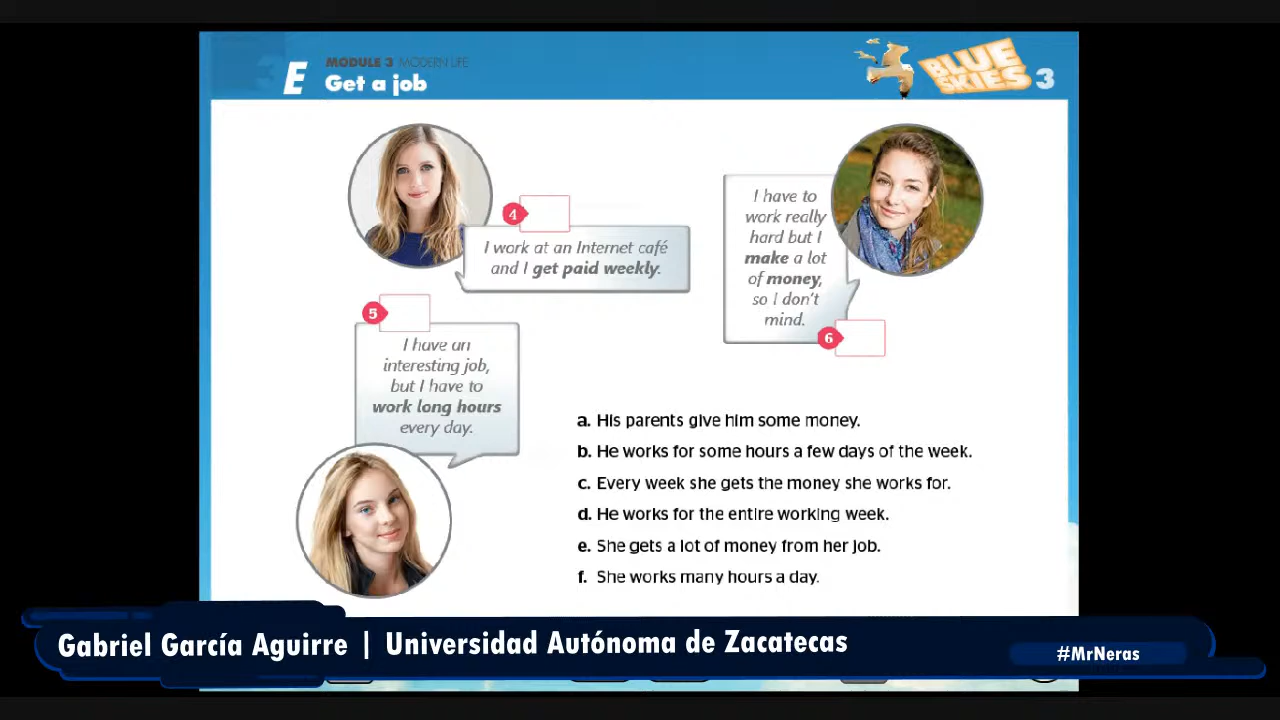 3 E
MODULE 3 MODERN LIFE
Get a job
BLUE
SKIES 3
4
I work at an Internet café
and I get paid weekly.
I have to
work really
hard but I
make a lot
of money,
so I don't
mind.
6
5
I have an
interesting job,
but I have to
work long hours
every day.
a. His parents give him some money.
b. He works for some hours a few days of the week.
c. Every week she gets the money she works for.
d. He works for the entire working week.
e. She gets a lot of money from her job.
f. She works many hours a day.
Gabriel García Aguirre | Universidad Autónoma de Zacatecas
#MrNeras